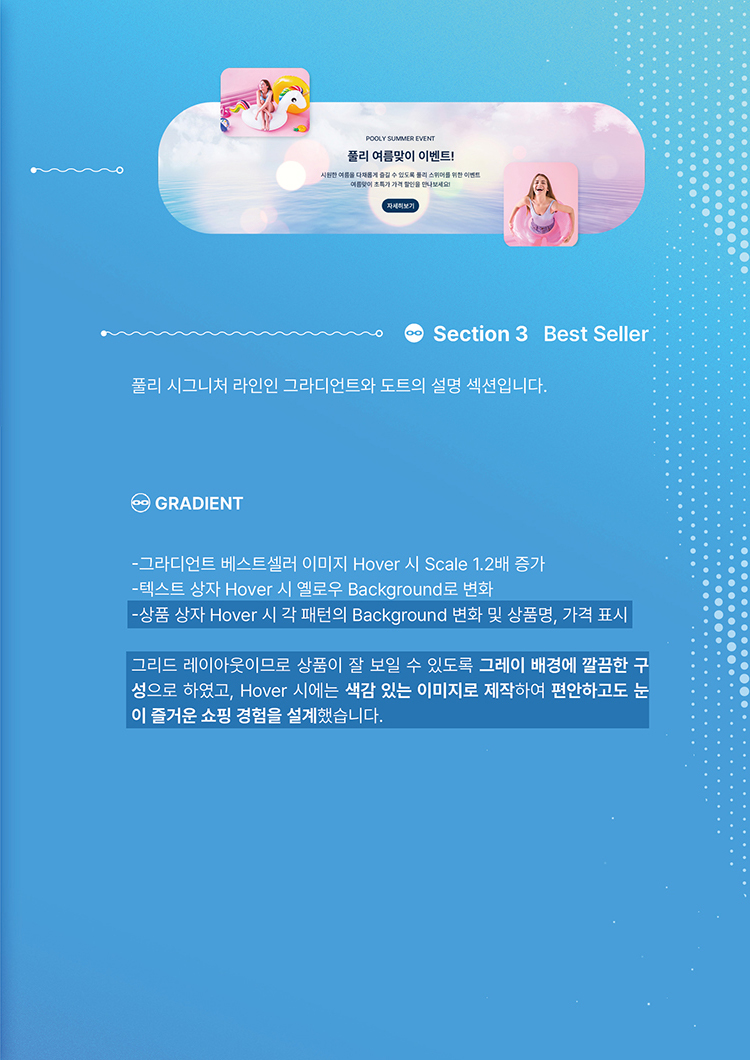 POOLY SUMMER EVENT
풀리 여름맞이 이벤트!
시원한 여름을 다채롭게 즐길 수 있도록 풀리 스위머를 위한 이벤트
여름맞이 초특가 가격 할인을 만나보세요!
자세히보기
Section 3 Best Seller
풀리 시그니처 라인인 그라디언트와 도트의 설명 섹션입니다.
GRADIENT
-그라디언트 베스트셀러 이미지 Hover 시 Scale 1.2배 증가
-텍스트 상자 Hover 시 옐로우 Background로 변화
-상품 상자 Hover 시 각 패턴의 Background 변화 및 상품명, 가격 표시
그리드 레이아웃이므로 상품이 잘 보일 수 있도록 그레이 배경에 깔끔한 구
성으로 하였고, Hover 시에는 색감 있는 이미지로 제작하여 편안하고도 눈
이 즐거운 쇼핑 경험을 설계했습니다.